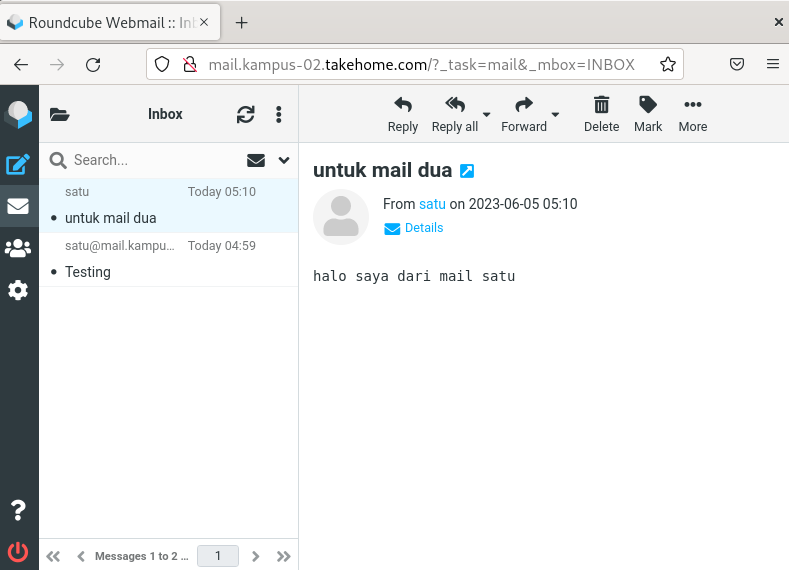 Roundcube Webmail :: In
mail.kampus-02.takehome.com/?_task=mail&_mbox=INBOX
Inbox
Reply
Reply all
Forward
Delete
Mark
More
Search...
satu
Today 05:10
untuk mail dua
satu@mail.kampu...
Today 04:59
Testing
untuk mail dua
From satu on 2023-06-05 05:10
Details
halo saya dari mail satu
Messages 1 to 2 ...
1